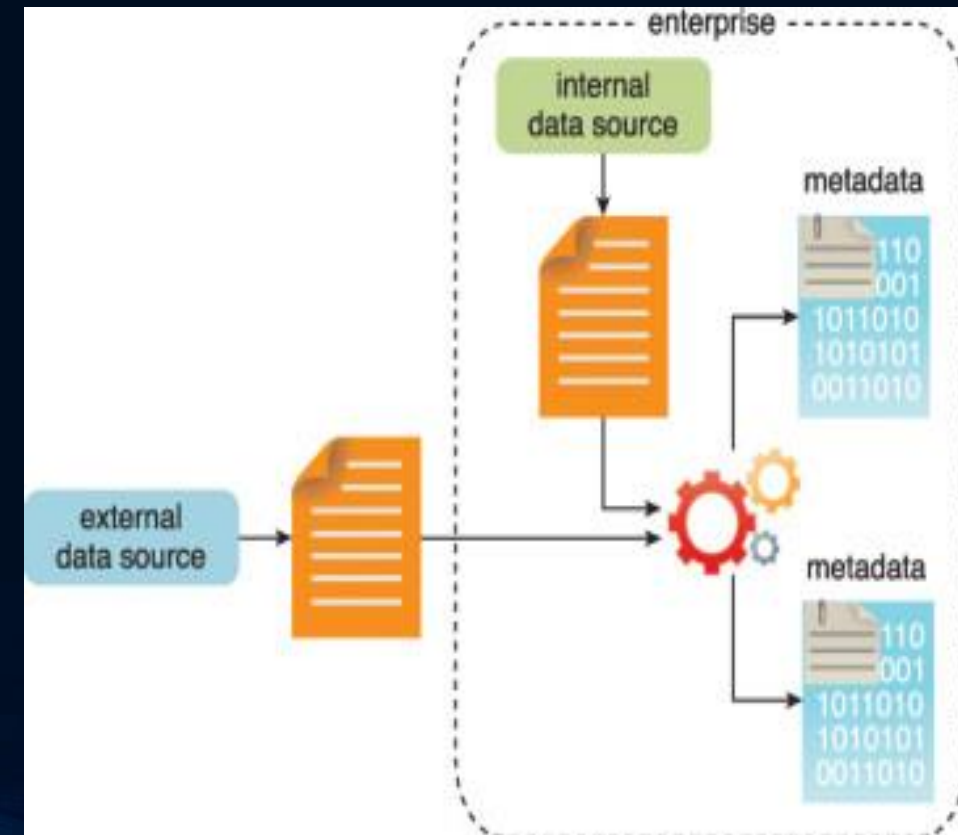 enterprise
internal
data source
metadata
110
001
1011010
1010101
0011010
external
data source
metadata
110
001
1011010
1010101
0011010